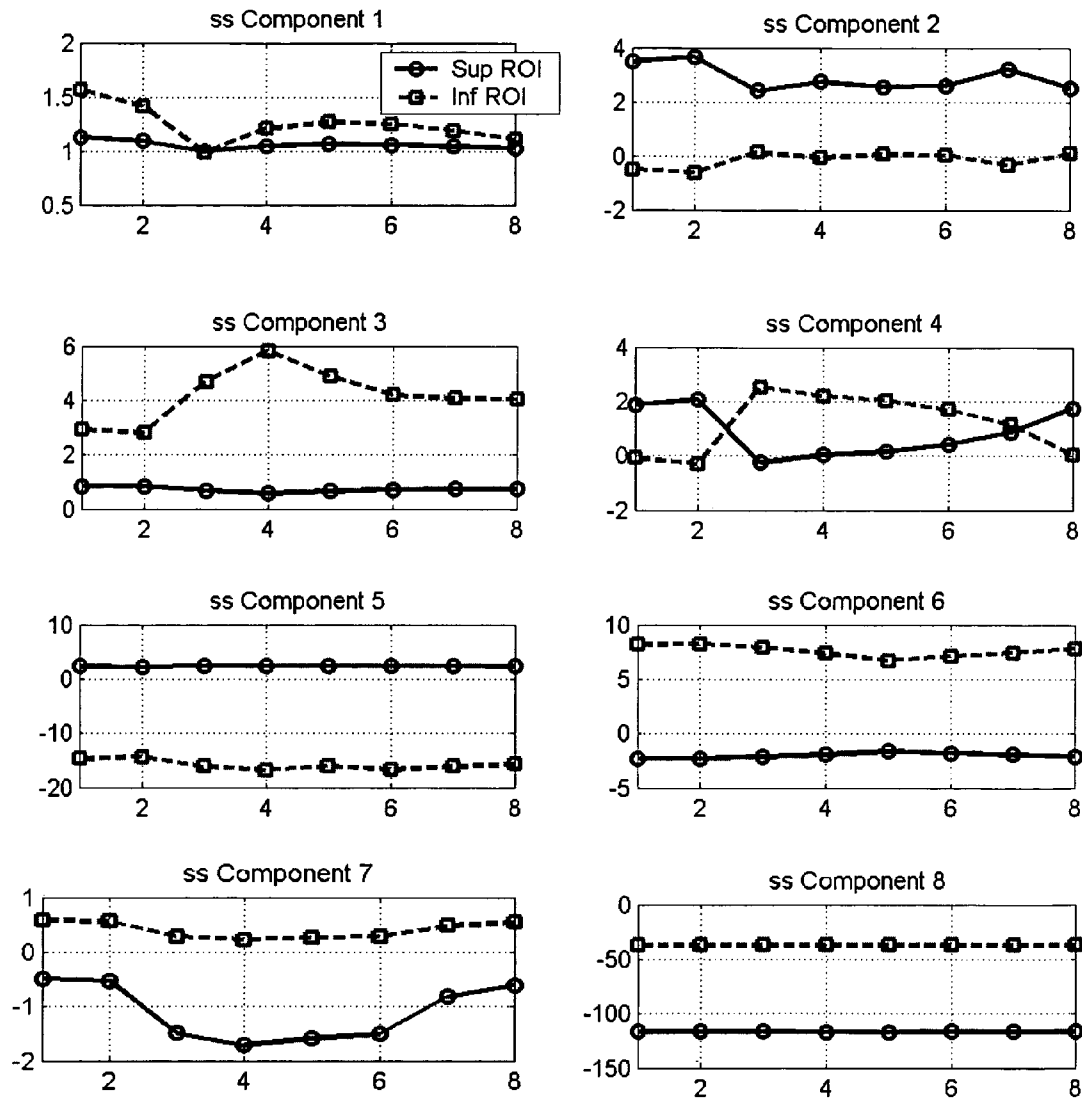 ss Component 1
2
1.5
1
0.5
2 4 6 8
Sup ROI
Inf ROI
ss Component 2
4
2
0
-2
2 4 6 8
ss Component 3
6
4
2
0
2 4 6 8
ss Component 4
4
2
0
-2
2 4 6 8
ss Component 5
10
0
-10
-20
2 4 6 8
ss Component 6
10
5
0
-5
2 4 6 8
ss Component 7
1
0
-1
-2
2 4 6 8
ss Component 8
0
-50
-100
-150
2 4 6 8